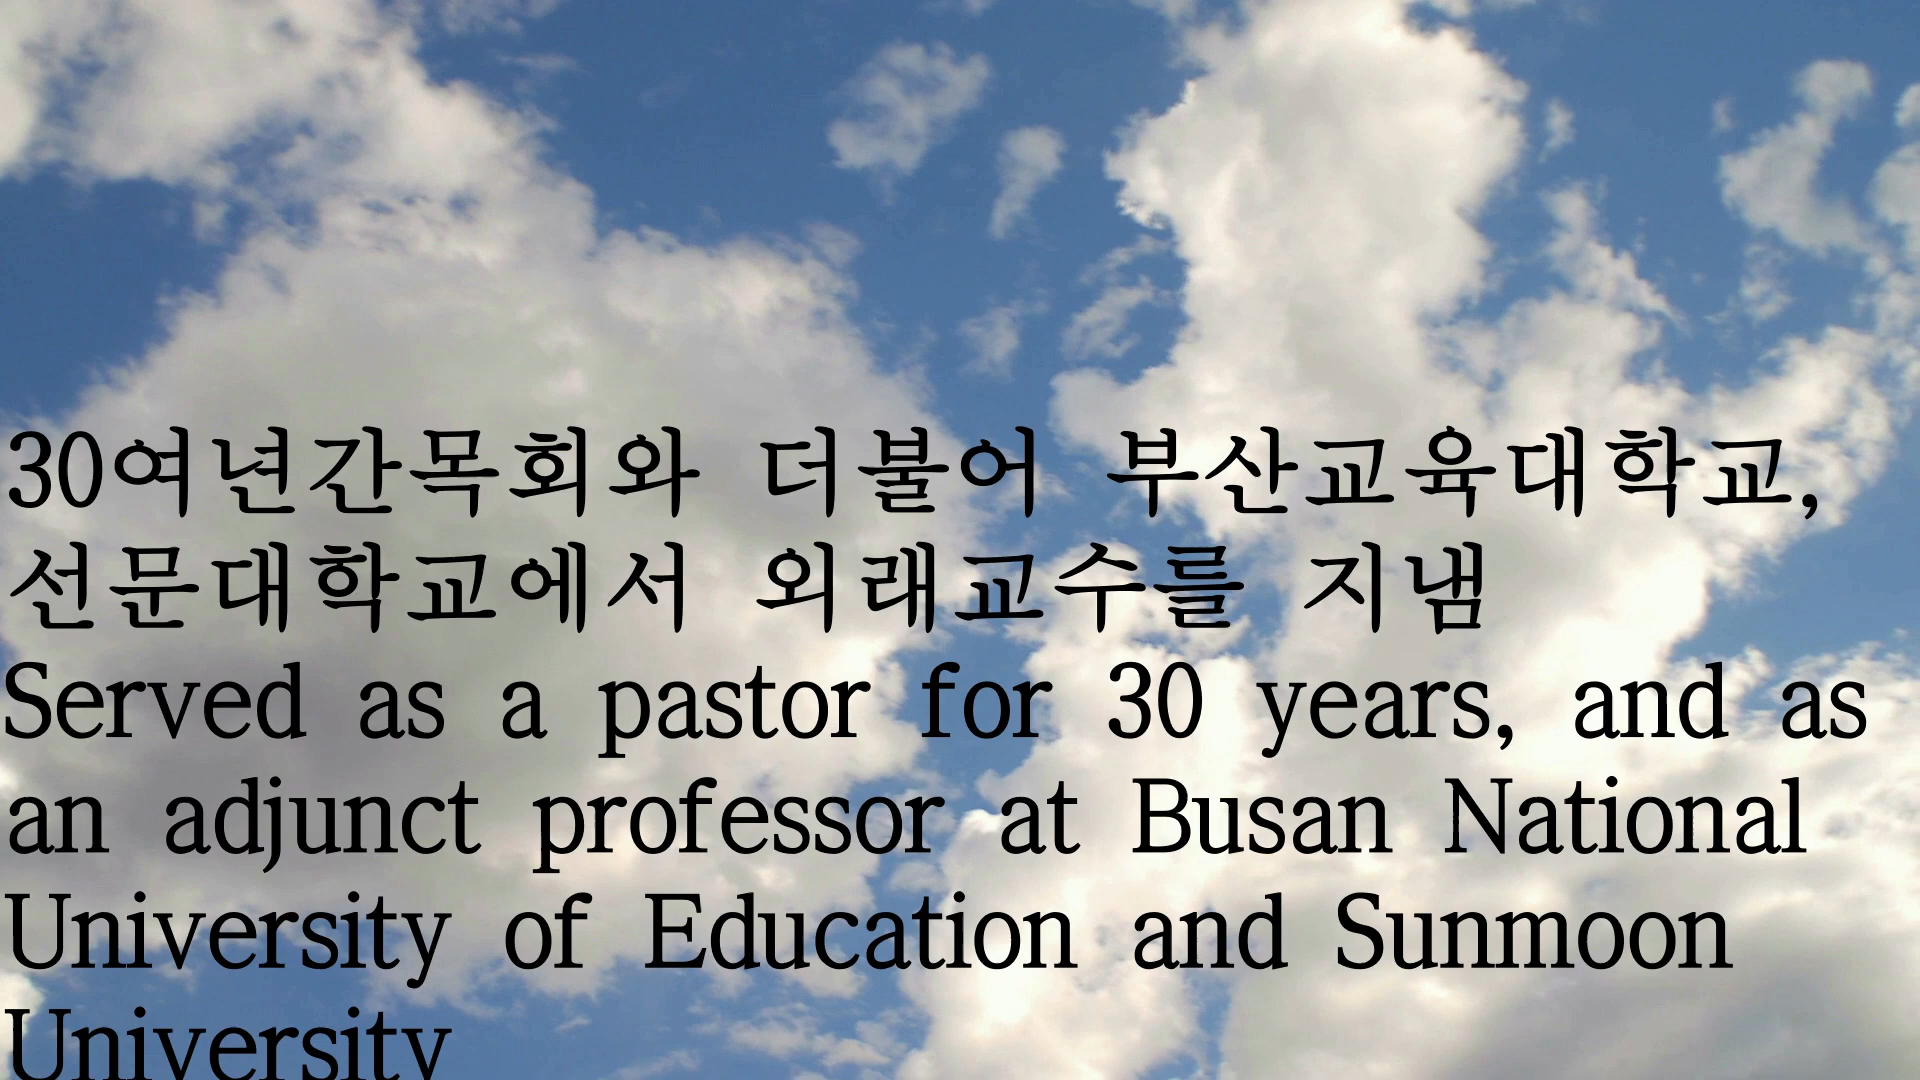 30여년간목회와 더불어 부산교육대학교,
선문대학교에서 외래교수를 지냄
Served as a pastor for 30 years, and as
an adjunct professor at Busan National
University of Education and Sunmoon
University